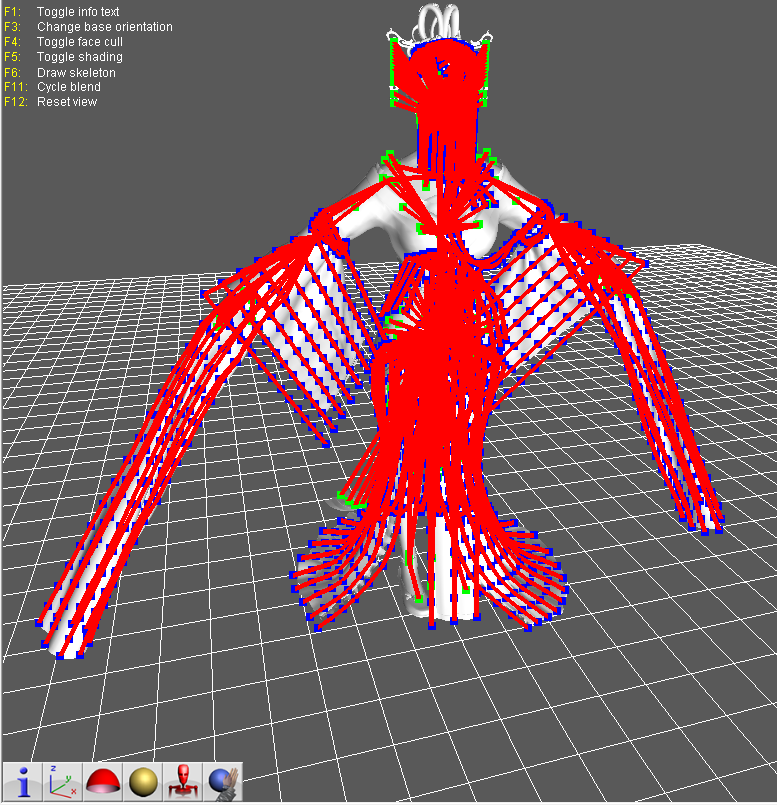 F1: Toggle info text
F3: Change base orientation
F4: Toggle face cull
F5: Toggle shading
F6: Draw skeleton
F11: Cycle blend
F12: Reset view
i z y x